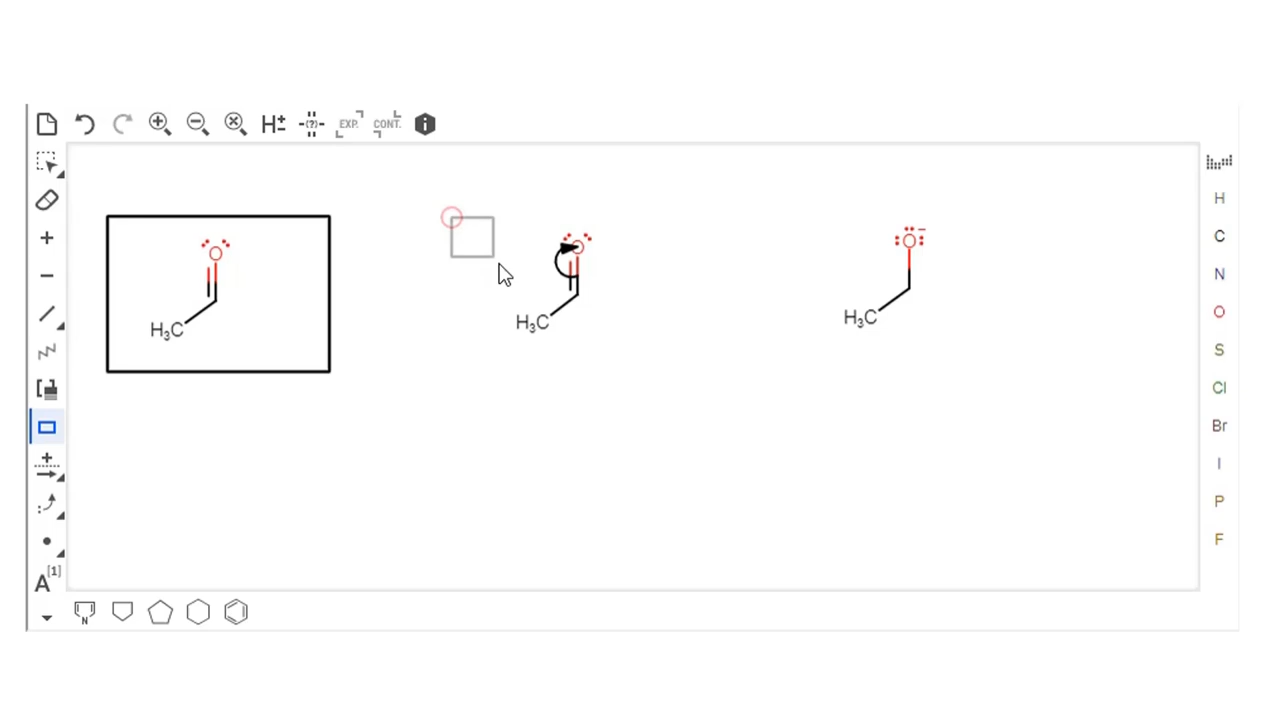 H± (?) EXP. CONT. i
O
H₃C
O
H₃C
O⁻
H₃C
A[1]
N
H
C
N
O
S
Cl
Br
I
P
F